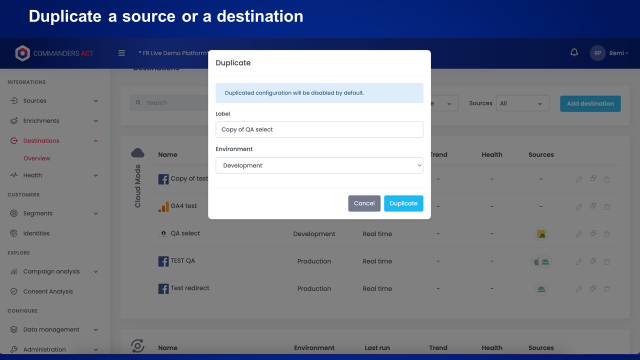 Duplicate a source or a destination
COMMANDERS ACT
* FR Live Demo Platform
RP
Remi
INTEGRATIONS
Sources
Enrichments
Destinations
Overview
Health
CUSTOMERS
Segments
Identities
EXPLORE
Campaign analysis
Consent Analysis
CONFIGURE
Data management
Administration
Destinations
Search
Sources
All
Add destination
Duplicate
Duplicated configuration will be disabled by default.
Label
Copy of QA select
Environment
Development
Cancel
Duplicate
Cloud Mode
Name
Trend
Health
Sources
Copy of test
-
-
-
GA4 test
-
-
-
QA select
Development
Real time
-
-
TEST QA
Production
Real time
-
-
Test redirect
Production
Real time
-
-
Name
Environment
Last run
Trend
Health
Sources